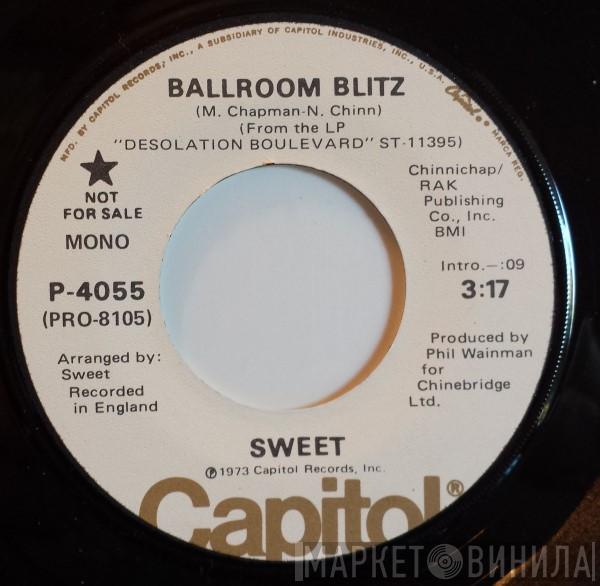 MFD. BY CAPITOL RECORDS, INC., A SUBSIDIARY OF CAPITOL INDUSTRIES, INC., U.S.A. Capitol. MARCA REG.
BALLROOM BLITZ
(M. Chapman-N. Chinn)
(From the LP
"DESOLATION BOULEVARD" ST-11395)
★
NOT
FOR SALE
MONO
P-4055
(PRO-8105)
Arranged by:
Sweet
Recorded
in England
Chinnichap/
RAK
Publishing
Co., Inc.
BMI
Intro.—:09
3:17
Produced by
Phil Wainman
for
Chinebridge
Ltd.
SWEET
℗1973 Capitol Records, Inc.
Capitol®
МАРКЕТ ВИНИЛА